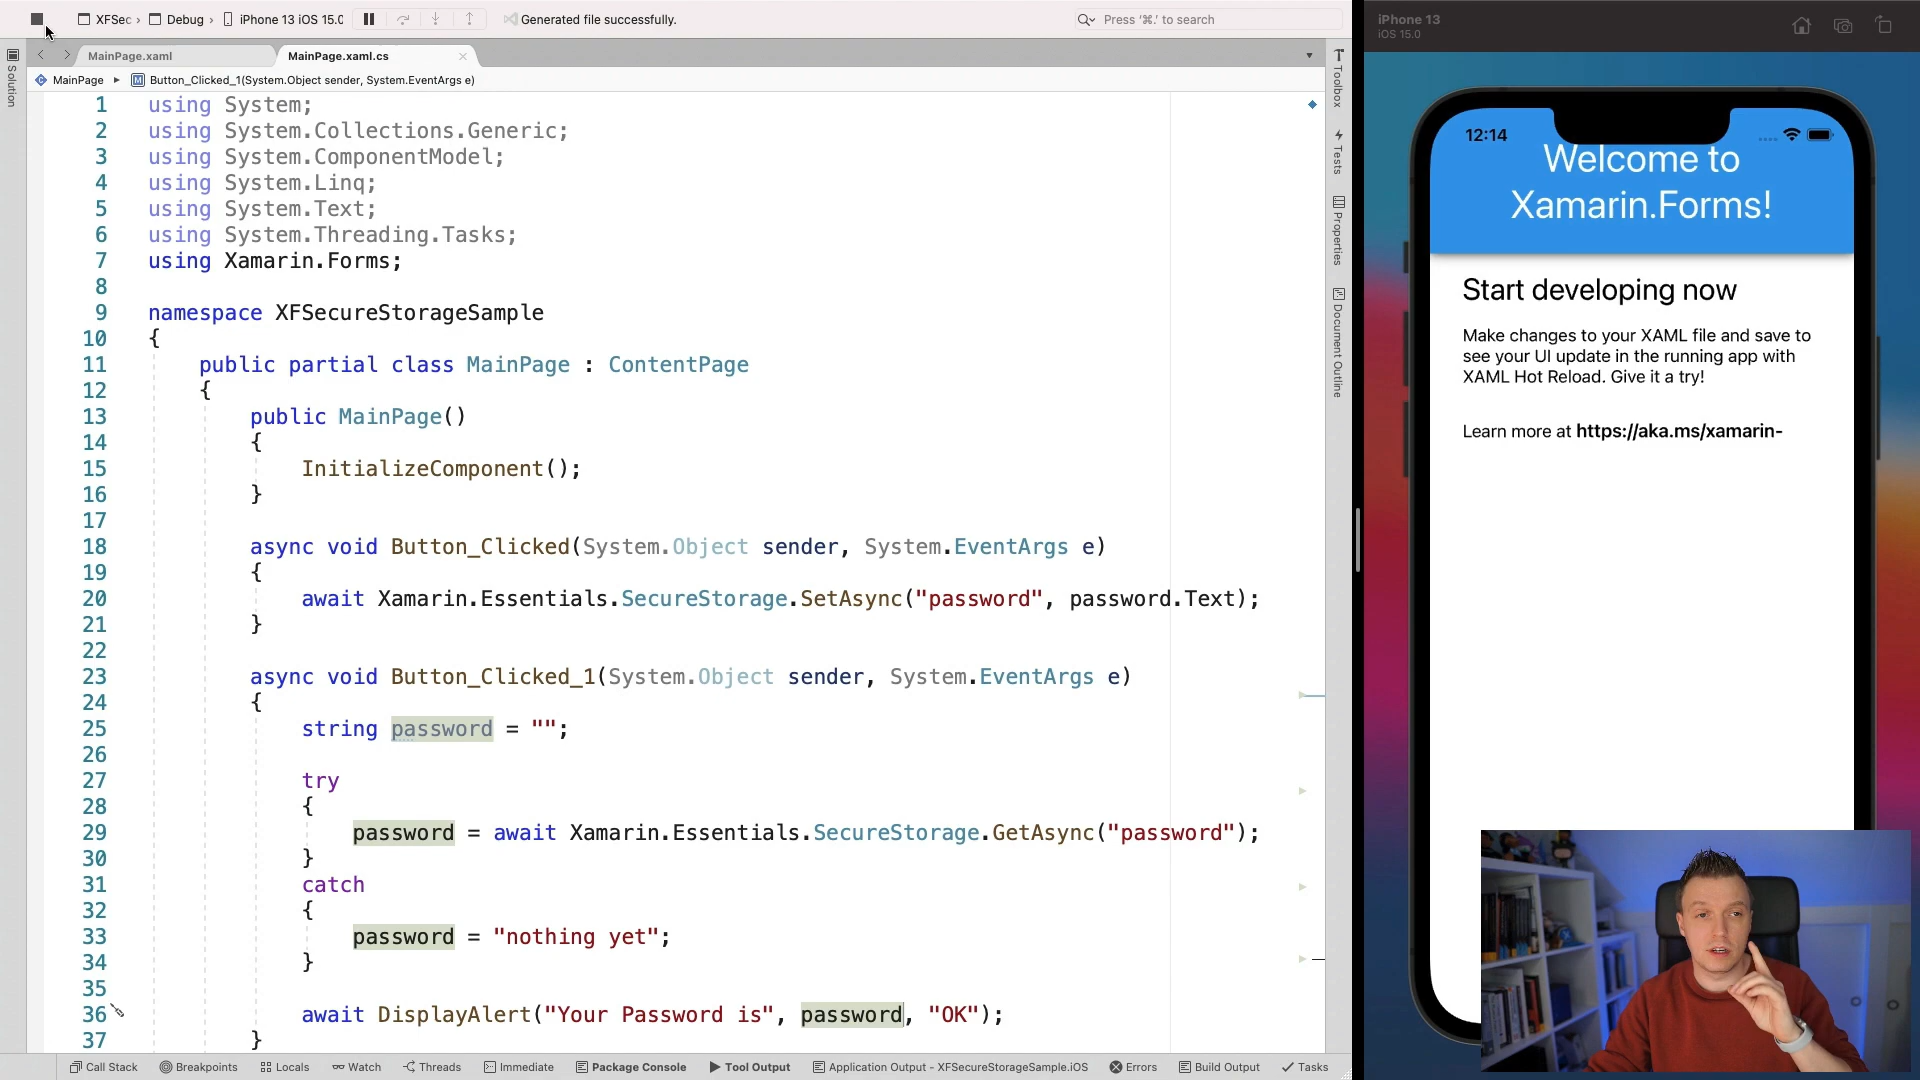 XFSec › Debug › iPhone 13 iOS 15.0 Generated file successfully. Press '⌘.' to search
MainPage.xaml MainPage.xaml.cs
MainPage Button_Clicked_1(System.Object sender, System.EventArgs e)
Solution
1 using System;
2 using System.Collections.Generic;
3 using System.ComponentModel;
4 using System.Linq;
5 using System.Text;
6 using System.Threading.Tasks;
7 using Xamarin.Forms;
8
9 namespace XFSecureStorageSample
10 {
11 public partial class MainPage : ContentPage
12 {
13 public MainPage()
14 {
15 InitializeComponent();
16 }
17
18 async void Button_Clicked(System.Object sender, System.EventArgs e)
19 {
20 await Xamarin.Essentials.SecureStorage.SetAsync("password", password.Text);
21 }
22
23 async void Button_Clicked_1(System.Object sender, System.EventArgs e)
24 {
25 string password = "";
26
27 try
28 {
29 password = await Xamarin.Essentials.SecureStorage.GetAsync("password");
30 }
31 catch
32 {
33 password = "nothing yet";
34 }
35
36 await DisplayAlert("Your Password is", password, "OK");
37 }
Toolbox
Tests
Properties
Document Outline
Call Stack Breakpoints Locals Watch Threads Immediate Package Console Tool Output Application Output - XFSecureStorageSample.iOS Errors Build Output Tasks
iPhone 13
iOS 15.0
12:14
Welcome to
Xamarin.Forms!
Start developing now
Make changes to your XAML file and save to
see your UI update in the running app with
XAML Hot Reload. Give it a try!
Learn more at https://aka.ms/xamarin-